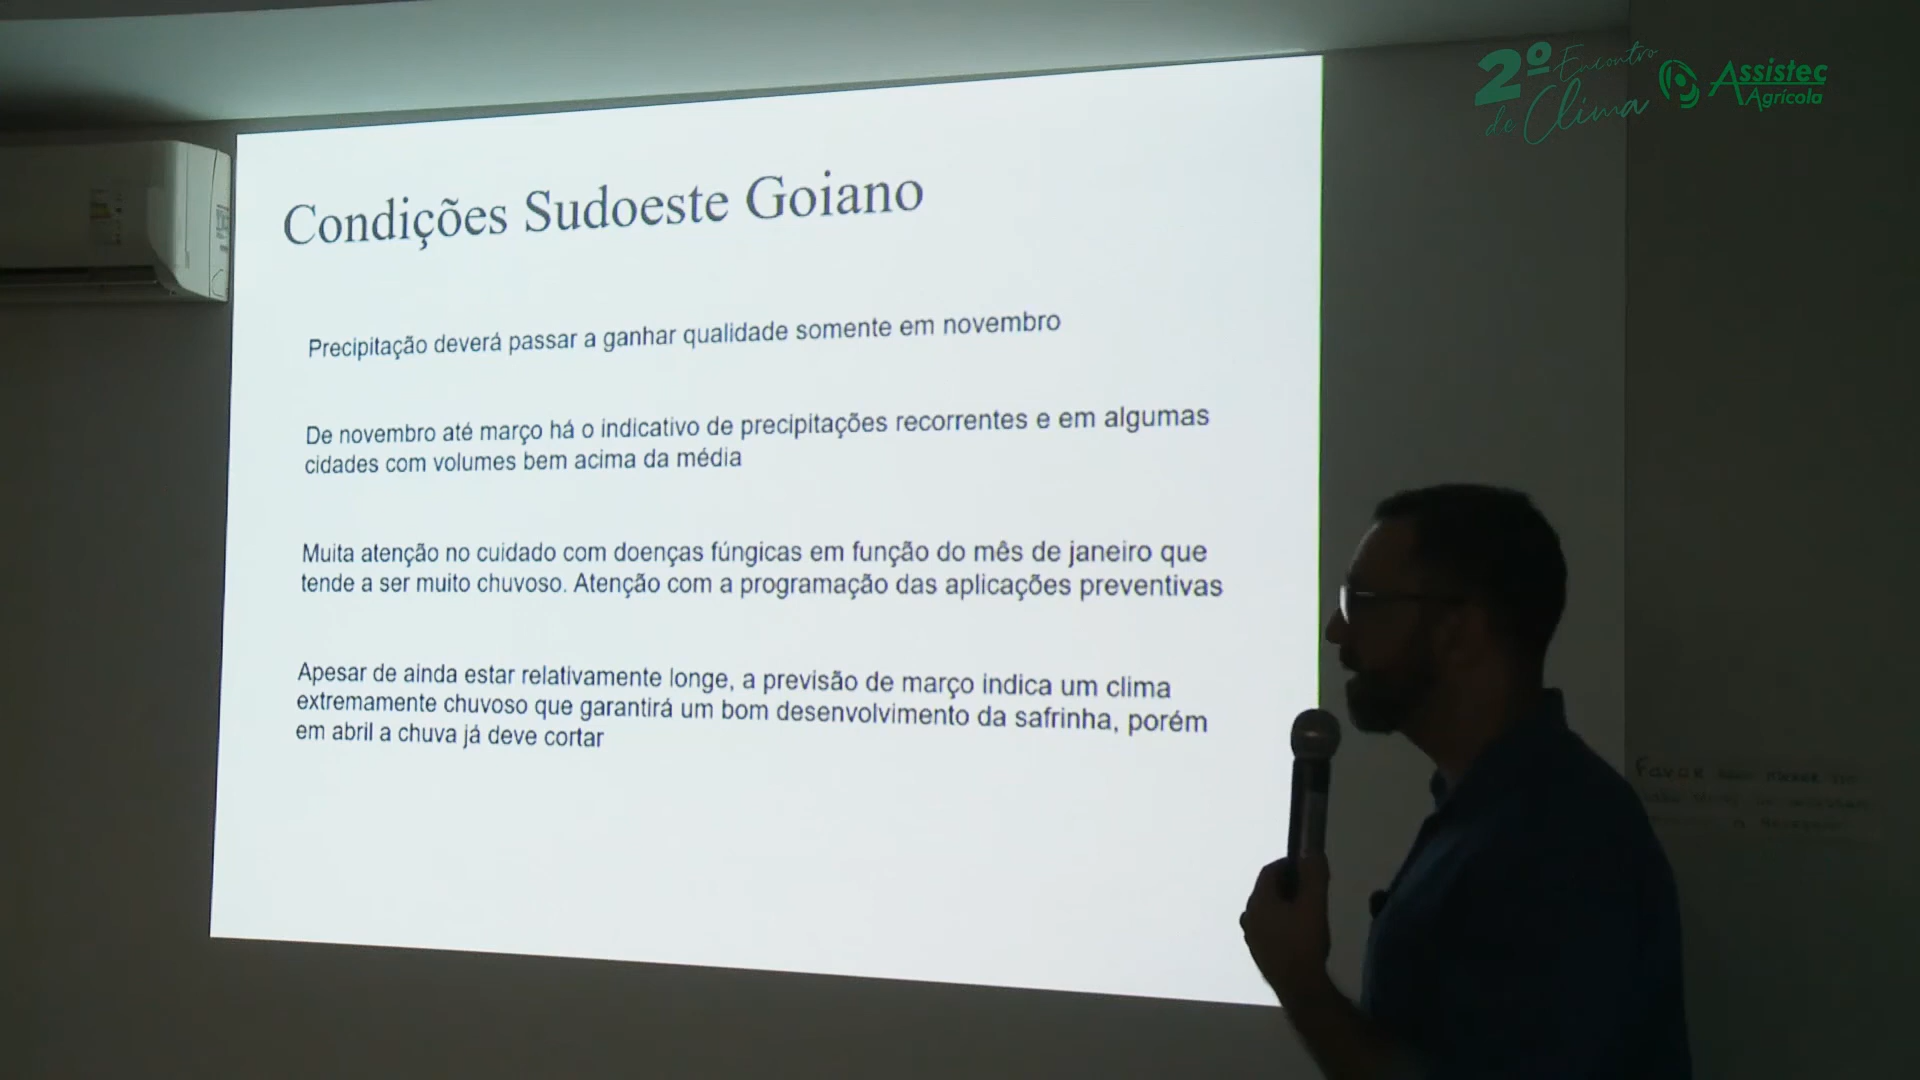 2º Encontro
de Clima
Assistec
Agrícola
Condições Sudoeste Goiano
Precipitação deverá passar a ganhar qualidade somente em novembro
De novembro até março há o indicativo de precipitações recorrentes e em algumas
cidades com volumes bem acima da média
Muita atenção no cuidado com doenças fúngicas em função do mês de janeiro que
tende a ser muito chuvoso. Atenção com a programação das aplicações preventivas
Apesar de ainda estar relativamente longe, a previsão de março indica um clima
extremamente chuvoso que garantirá um bom desenvolvimento da safrinha, porém
em abril a chuva já deve cortar
Favor